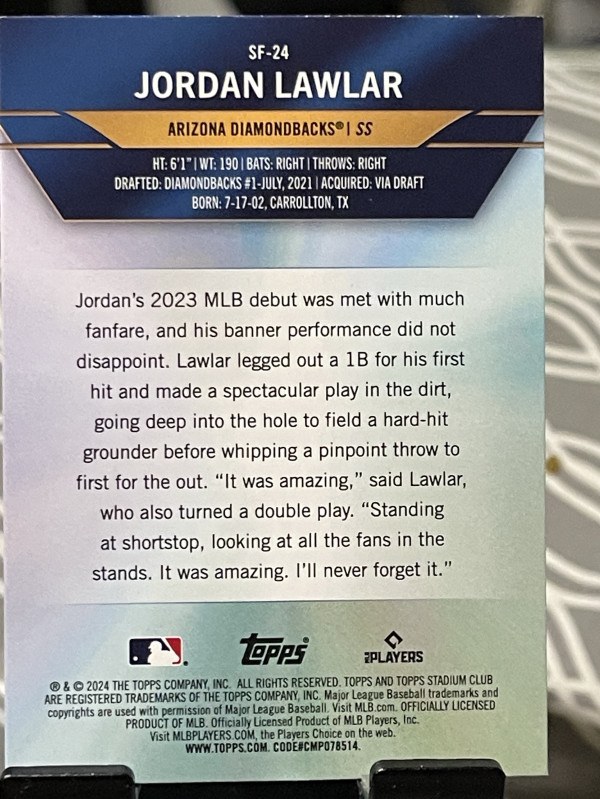 SF-24
JORDAN LAWLAR
ARIZONA DIAMONDBACKS® | SS
HT: 6'1" | WT: 190 | BATS: RIGHT | THROWS: RIGHT
DRAFTED: DIAMONDBACKS #1-JULY, 2021 | ACQUIRED: VIA DRAFT
BORN: 7-17-02, CARROLLTON, TX
Jordan's 2023 MLB debut was met with much
fanfare, and his banner performance did not
disappoint. Lawlar legged out a 1B for his first
hit and made a spectacular play in the dirt,
going deep into the hole to field a hard-hit
grounder before whipping a pinpoint throw to
first for the out. “It was amazing,” said Lawlar,
who also turned a double play. “Standing
at shortstop, looking at all the fans in the
stands. It was amazing. I'll never forget it.”
Topps®
MLB PLAYERS
® & © 2024 THE TOPPS COMPANY, INC. ALL RIGHTS RESERVED. TOPPS AND TOPPS STADIUM CLUB
ARE REGISTERED TRADEMARKS OF THE TOPPS COMPANY, INC. Major League Baseball trademarks and
copyrights are used with permission of Major League Baseball. Visit MLB.com. OFFICIALLY LICENSED
PRODUCT OF MLB. Officially Licensed Product of MLB Players, Inc.
Visit MLBPLAYERS.COM, the Players Choice on the web.
WWW.TOPPS.COM. CODE#CMP078514.